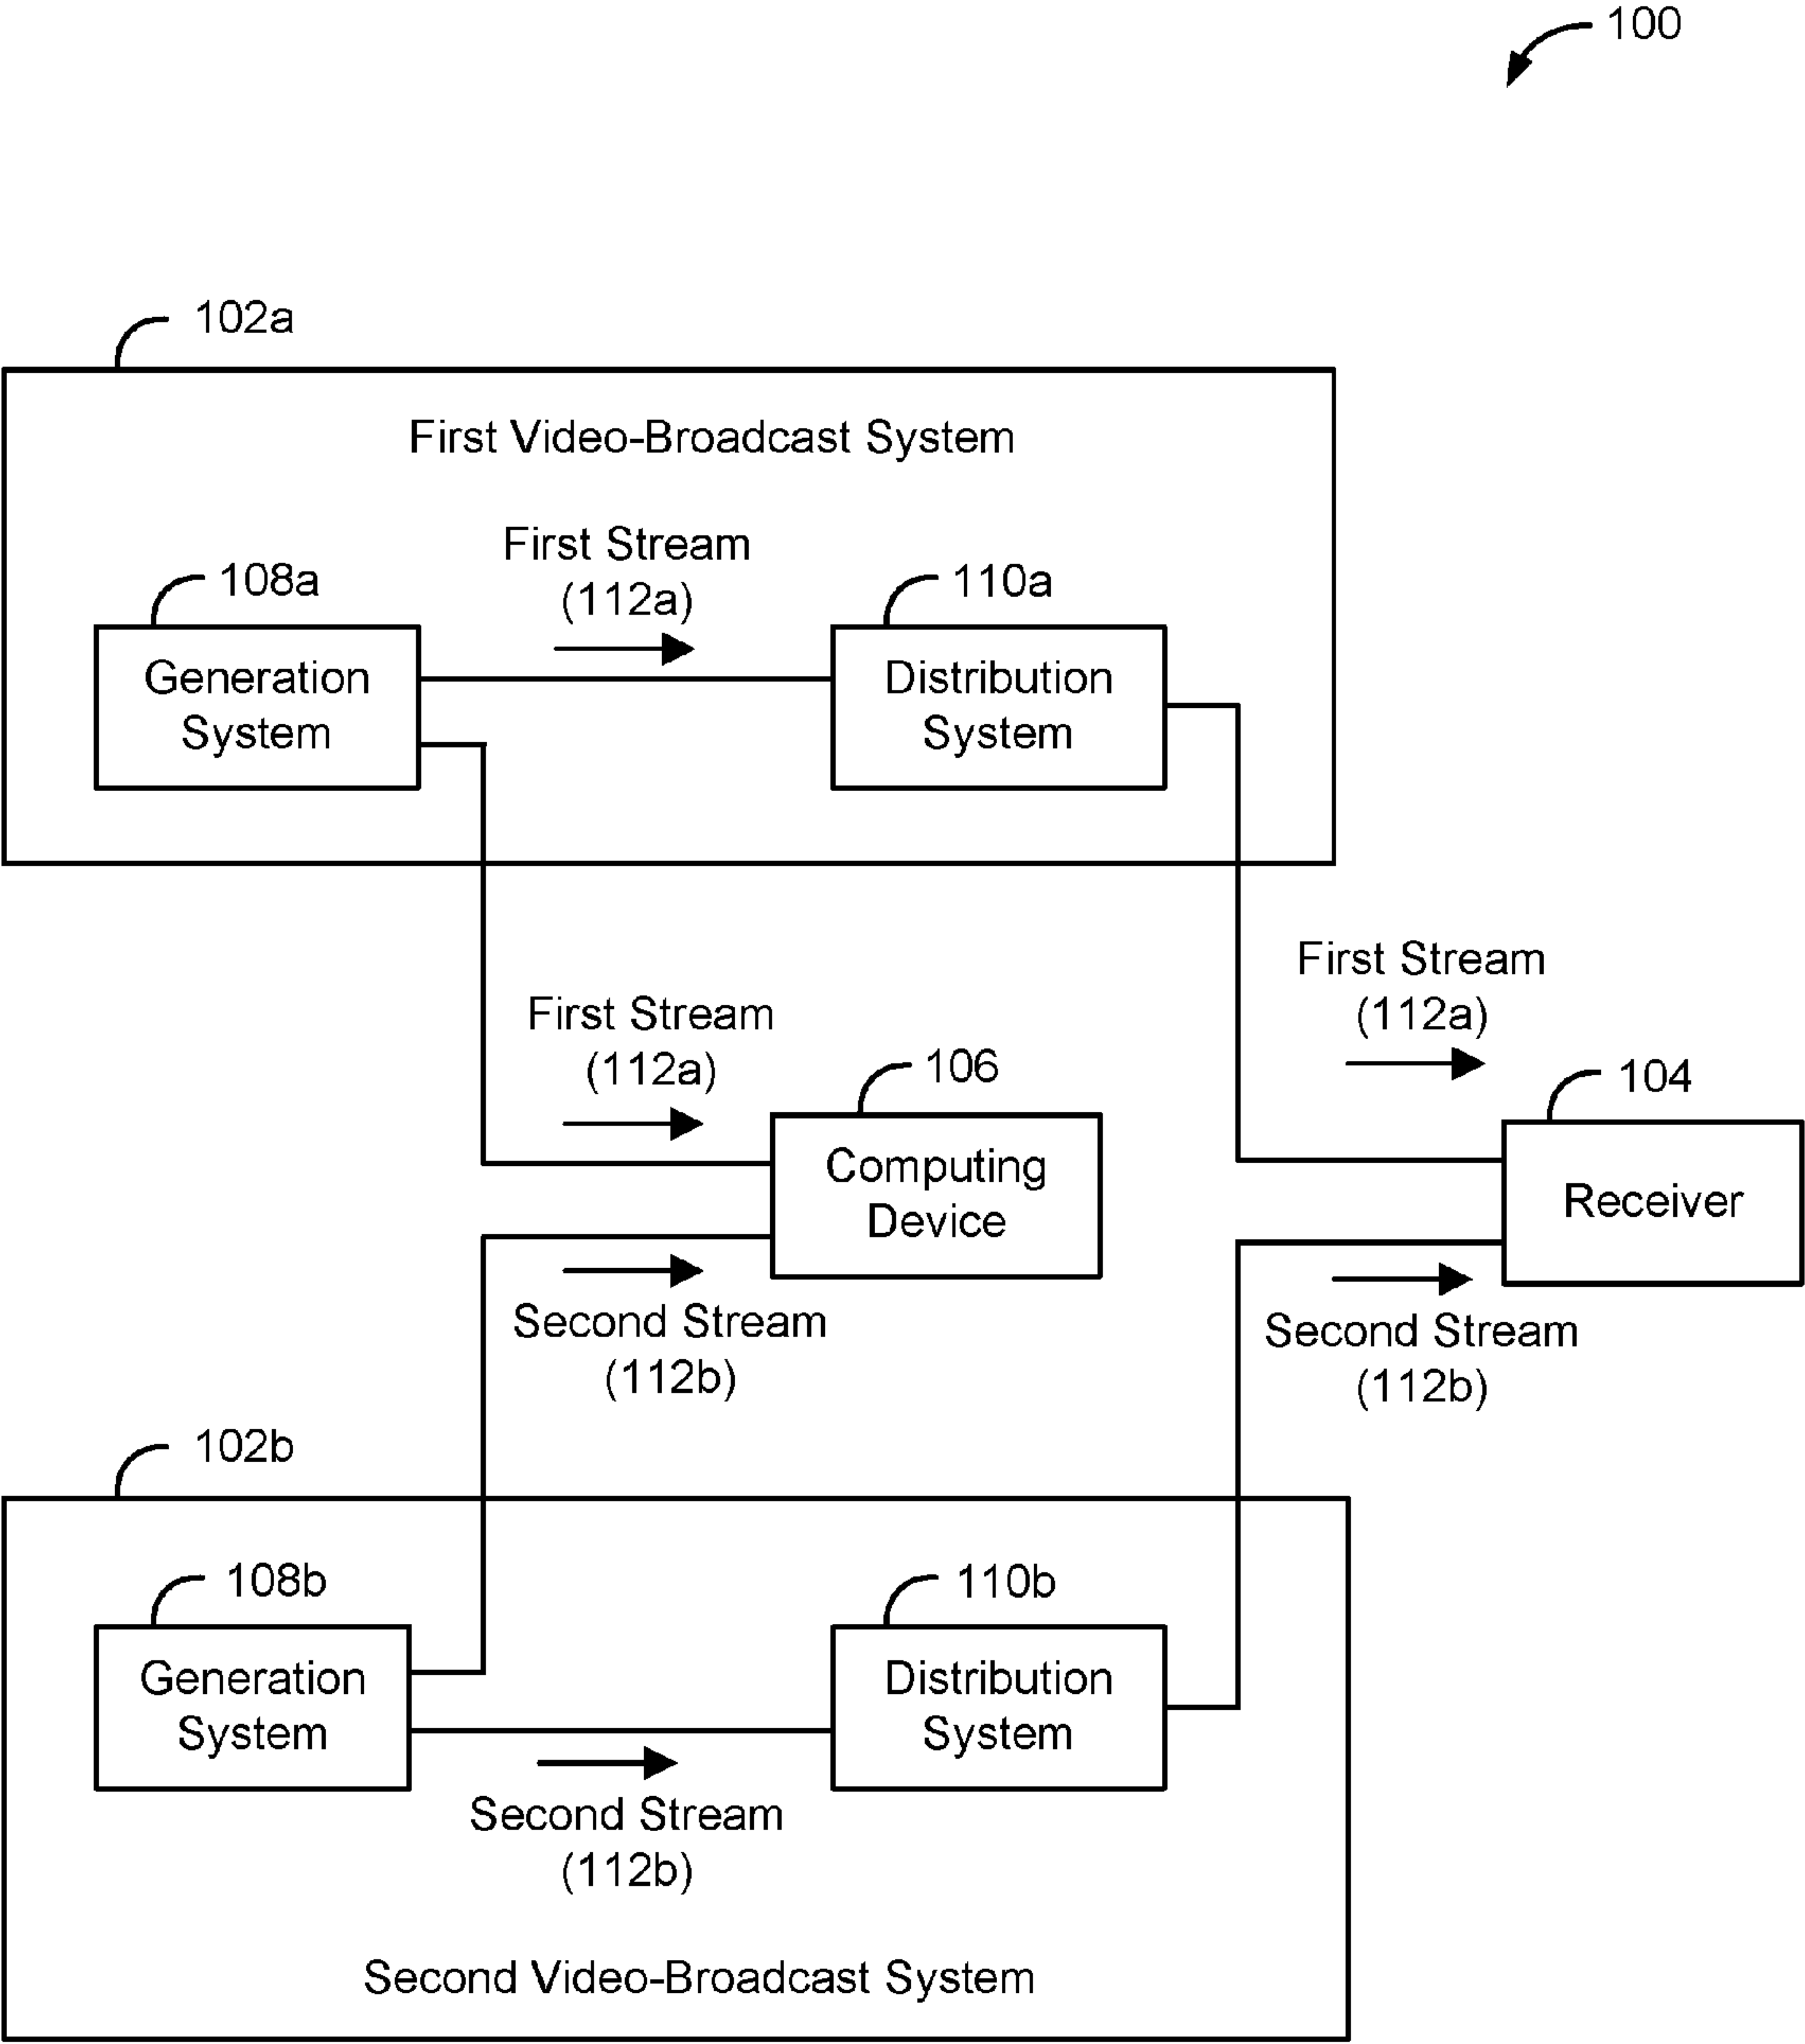 100
102a
First Video-Broadcast System
First Stream
(112a)
108a
110a
Generation
System
Distribution
System
First Stream
(112a)
First Stream
(112a)
106
104
Computing
Device
Receiver
Second Stream
(112b)
Second Stream
(112b)
102b
108b
110b
Generation
System
Distribution
System
Second Stream
(112b)
Second Video-Broadcast System